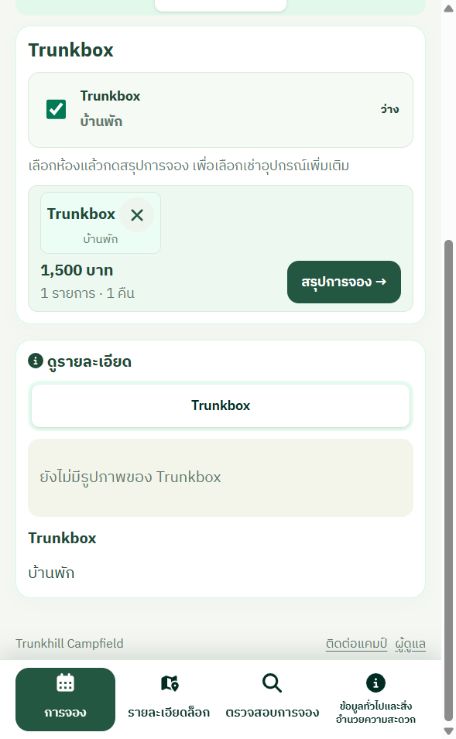 Trunkbox
Trunkbox
บ้านพัก
ว่าง
เลือกห้องแล้วกดสรุปการจอง เพื่อเลือกเช่าอุปกรณ์เพิ่มเติม
Trunkbox ✕
บ้านพัก
1,500 บาท
1 รายการ · 1 คืน
สรุปการจอง →
ดูรายละเอียด
Trunkbox
ยังไม่มีรูปภาพของ Trunkbox
Trunkbox
บ้านพัก
Trunkhill Campfield
ติดต่อแคมป์ ผู้ดูแล
การจอง
รายละเอียดล็อก
ตรวจสอบการจอง
ข้อมูลทั่วไปและสิ่ง
อำนวยความสะดวก